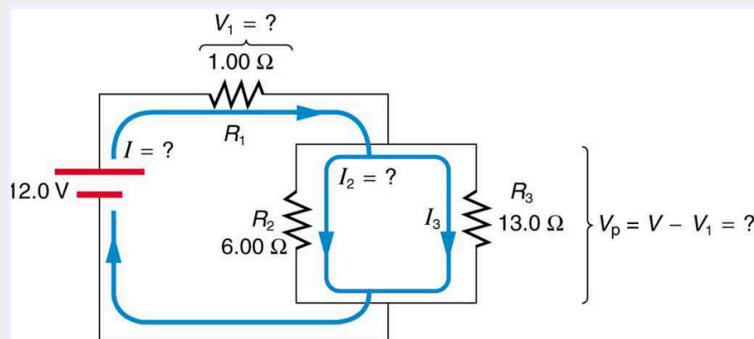 V₁ = ?
1.00 Ω
R₁
I = ?
12.0 V
I₂ = ?
R₂
6.00 Ω
I₃
R₃
13.0 Ω
Vₚ = V − V₁ = ?